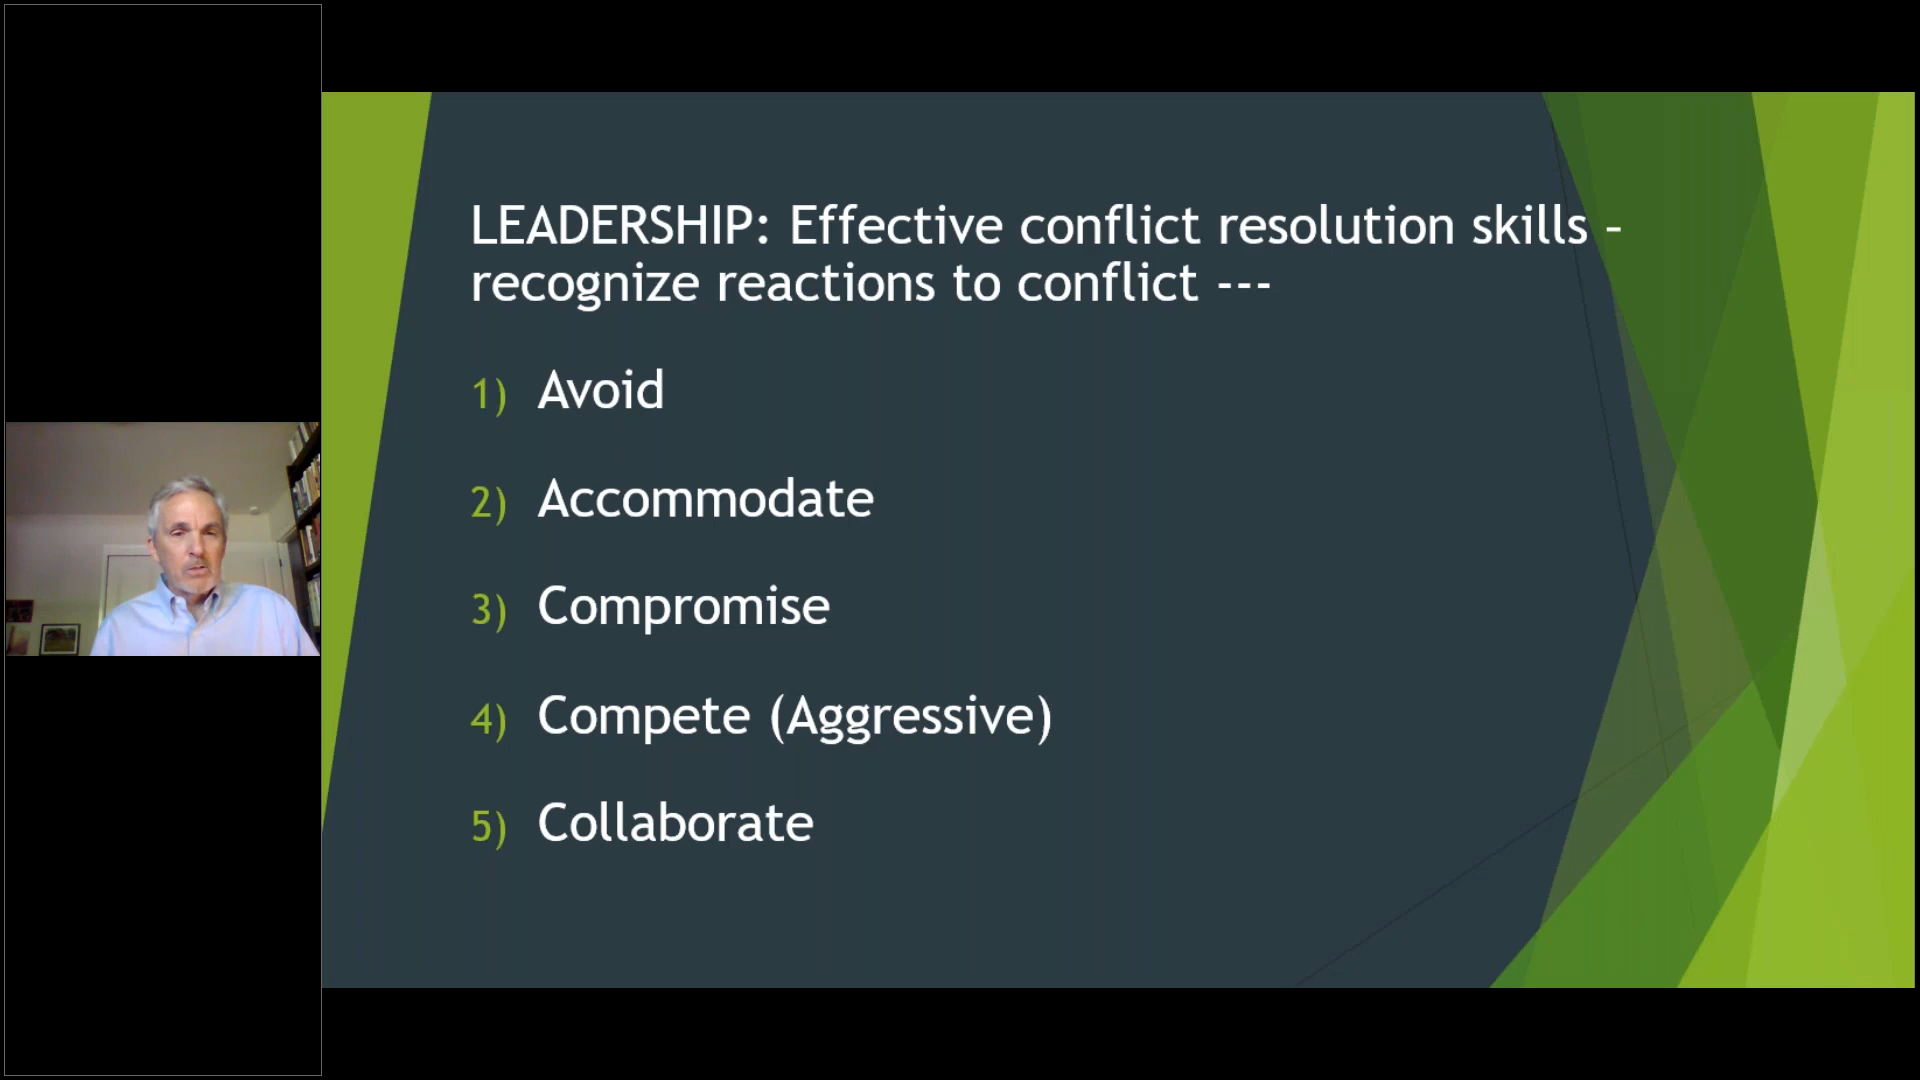 LEADERSHIP: Effective conflict resolution skills –
recognize reactions to conflict ---
1) Avoid
2) Accommodate
3) Compromise
4) Compete (Aggressive)
5) Collaborate